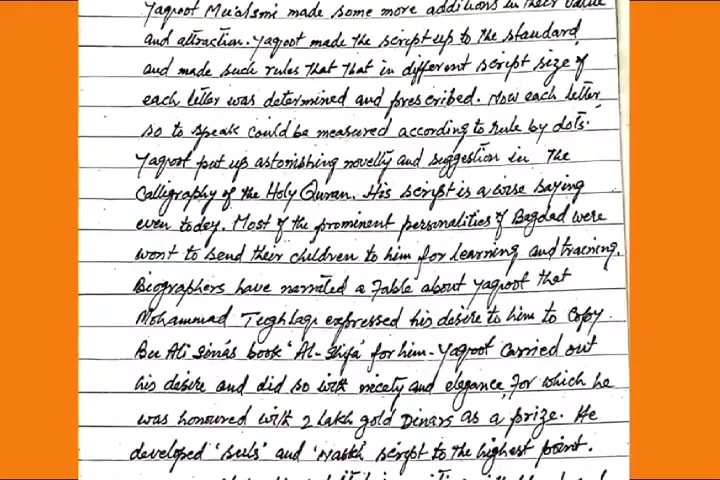 Yaqoot Mu'alsmi made some more additions in their value
and attraction. Yaqoot made the script up to the standard
and made such rules that that in different script size of
each letter was determined and prescribed. Now each letter,
so to speak could be measured according to rule by dots.
Yaqoot put up astonishing novelty and suggestion in The
Calligraphy of the Holy Quran. His script is a wise saying
even today. Most of the prominent personalities of Bagdad were
wont to send their children to him for learning and training.
Biographers have narrated a fable about Yaqoot that
Mohammad Tughlaq expressed his desire to him to copy
Bu Ali Sina's book 'Al-Shifa' for him - Yaqoot carried out
his desire and did so with nicety and elegance, for which he
was honoured with 2 lakh gold Dinars as a prize. He
developed 'Suls' and 'Naskh' script to the highest point.